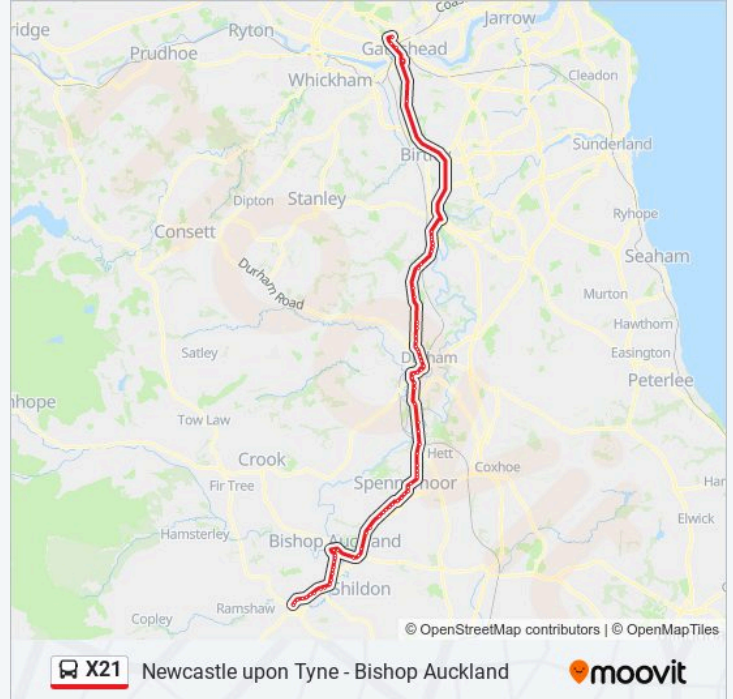 Coas
Jarrow
ridge
Ryton
Gateshead
Prudhoe
Whickham
Cleadon
Sunderland
Birtley
Dipton
Stanley
Ryhope
Consett
Seaham
Durham Road
Murton
Hawthorn
Satley
Durham
Easington
Peterlee
nhope
Tow Law
Crook
Hett
Coxhoe
Fir Tree
Spennymoor
Har
Elwick
Hamsterley
Bishop Auckland
Shildon
Ramshaw
Copley
© OpenStreetMap contributors | © OpenMapTiles
X21 Newcastle upon Tyne - Bishop Auckland
moovit